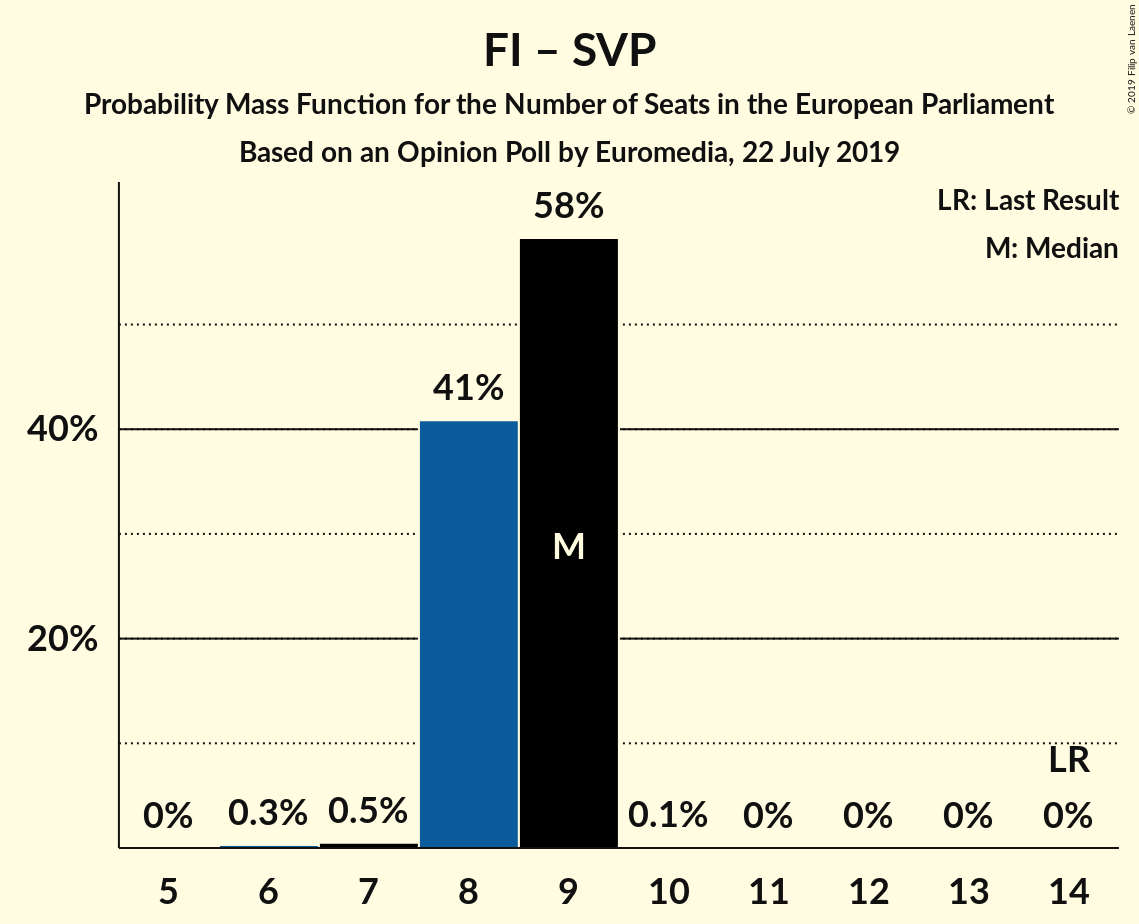 FI – SVP
Probability Mass Function for the Number of Seats in the European Parliament
Based on an Opinion Poll by Euromedia, 22 July 2019
© 2019 Filip van Laenen
LR: Last Result
M: Median
58%
41%
40%
M
20%
LR
0% 0.3% 0.5% 0.1% 0% 0% 0% 0%
5 6 7 8 9 10 11 12 13 14